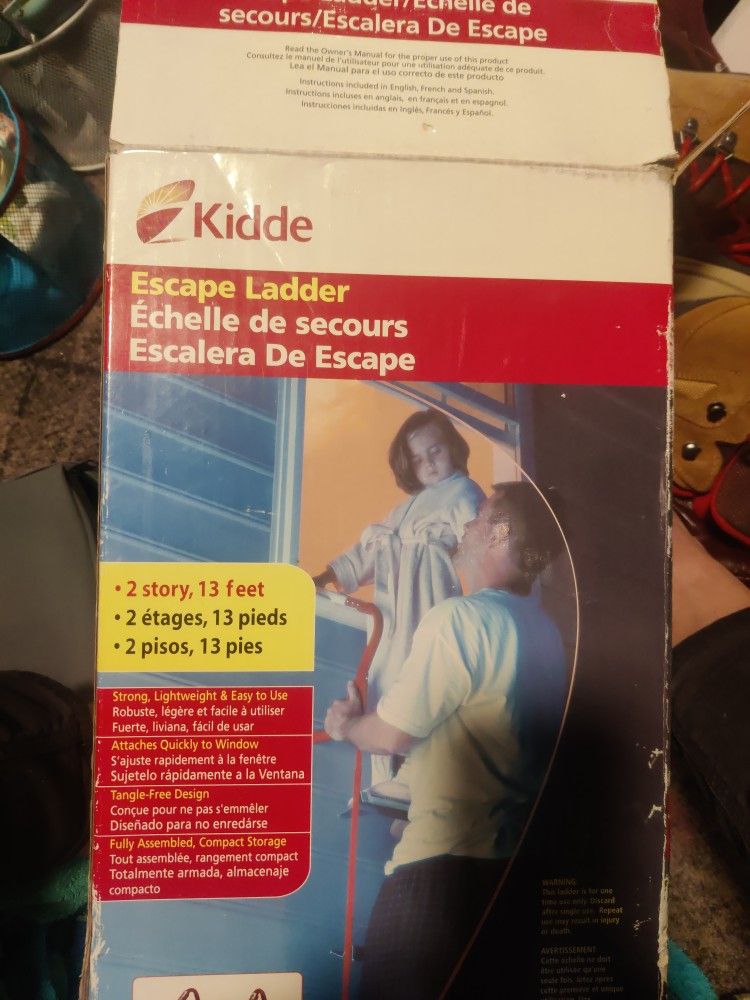 Ladder/Échelle de
secours/Escalera De Escape
Read the Owner's Manual for the proper use of this product
Consultez le manuel de l'utilisateur pour une utilisation adéquate de ce produit.
Lea el Manual para el uso correcto de este producto
Instructions included in English, French and Spanish.
Instructions incluses en anglais, en français et en espagnol.
Instrucciones incluidas en Inglés, Francés y Español.
Kidde
Escape Ladder
Échelle de secours
Escalera De Escape
• 2 story, 13 feet
• 2 étages, 13 pieds
• 2 pisos, 13 pies
Strong, Lightweight & Easy to Use
Robuste, légère et facile à utiliser
Fuerte, liviana, fácil de usar
Attaches Quickly to Window
S'ajuste rapidement à la fenêtre
Sujetelo rápidamente a la Ventana
Tangle-Free Design
Conçue pour ne pas s'emmêler
Diseñado para no enredárse
Fully Assembled, Compact Storage
Tout assemblée, rangement compact
Totalmente armada, almacenaje
compacto
WARNING:
This ladder is for one
time use only. Discard
after single use. Repeat
use may result in injury
or death.
AVERTISSEMENT:
Cette échelle ne doit
être utilisée qu'une
seule fois. Jetez après
cette première et unique